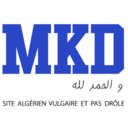 MKD
و الحمد لله
SITE ALGÉRIEN VULGAIRE ET PAS DRÔLE